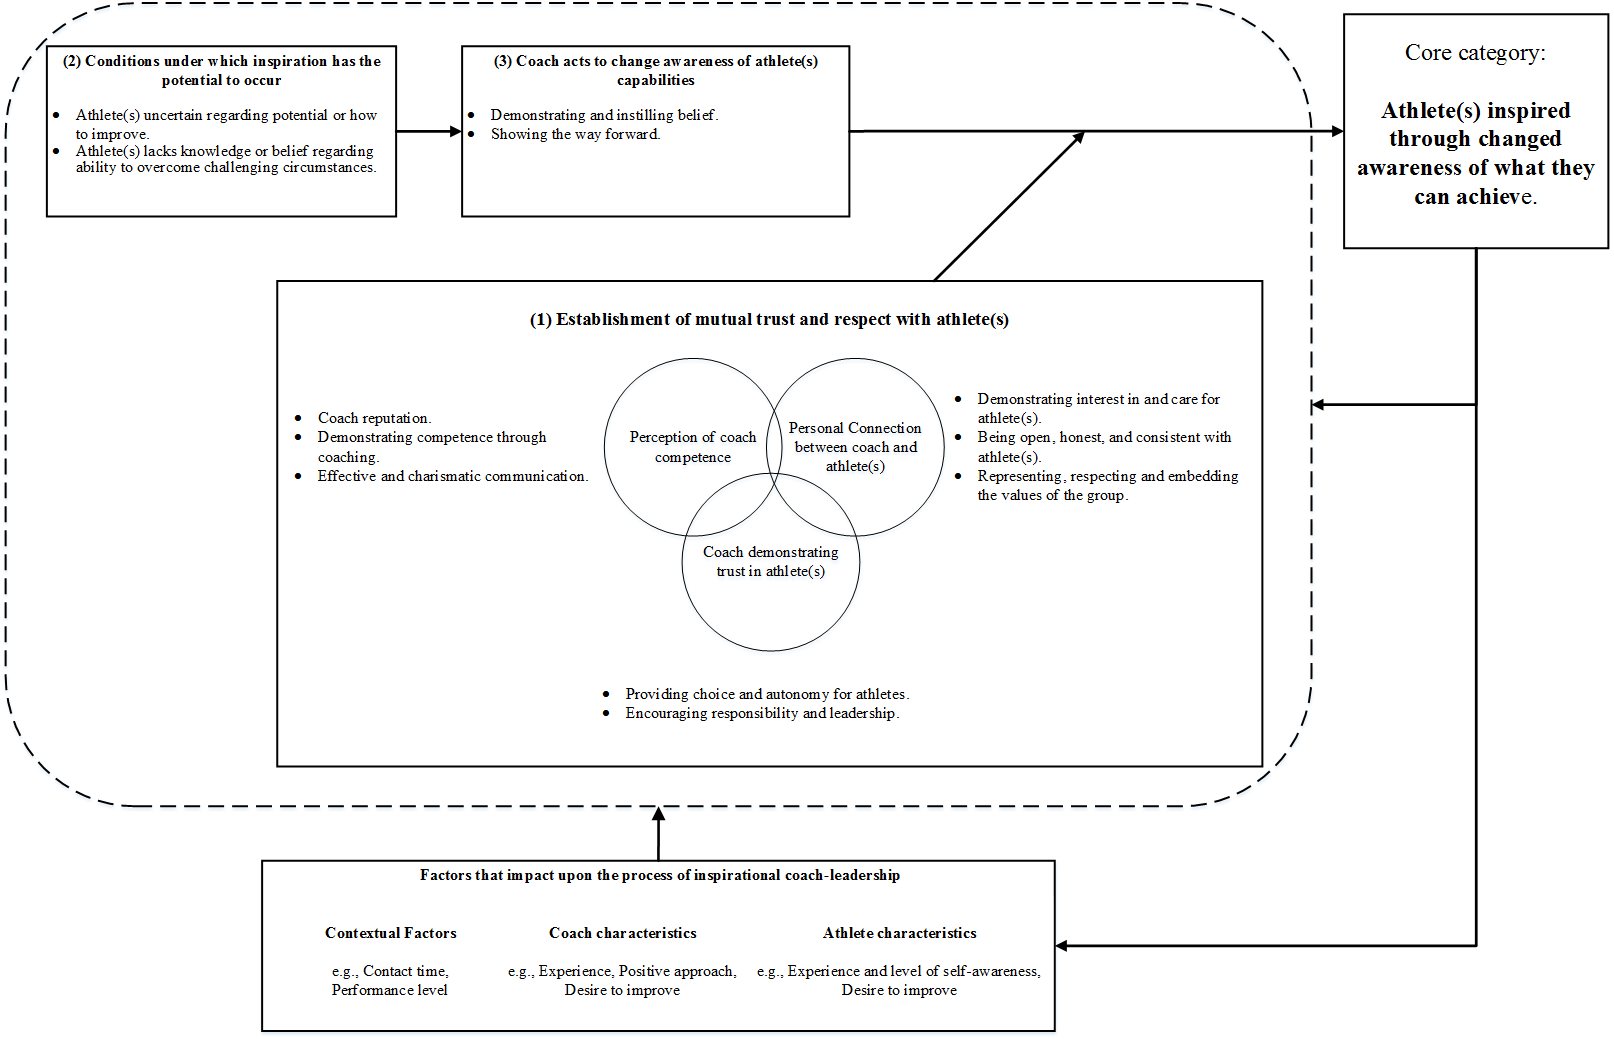 (2) Conditions under which inspiration has the
potential to occur
• Athlete(s) uncertain regarding potential or how
to improve.
• Athlete(s) lacks knowledge or belief regarding
ability to overcome challenging circumstances.
(3) Coach acts to change awareness of athlete(s)
capabilities
• Demonstrating and instilling belief.
• Showing the way forward.
Core category:
Athlete(s) inspired
through changed
awareness of what they
can achieve.
(1) Establishment of mutual trust and respect with athlete(s)
• Coach reputation.
• Demonstrating competence through
coaching.
• Effective and charismatic communication.
Perception of coach
competence
Personal Connection
between coach and
athlete(s)
Coach demonstrating
trust in athlete(s)
• Demonstrating interest in and care for
athlete(s).
• Being open, honest, and consistent with
athlete(s).
• Representing, respecting and embedding
the values of the group.
• Providing choice and autonomy for athletes.
• Encouraging responsibility and leadership.
Factors that impact upon the process of inspirational coach-leadership
Contextual Factors
e.g., Contact time,
Performance level
Coach characteristics
e.g., Experience, Positive approach,
Desire to improve
Athlete characteristics
e.g., Experience and level of self-awareness,
Desire to improve